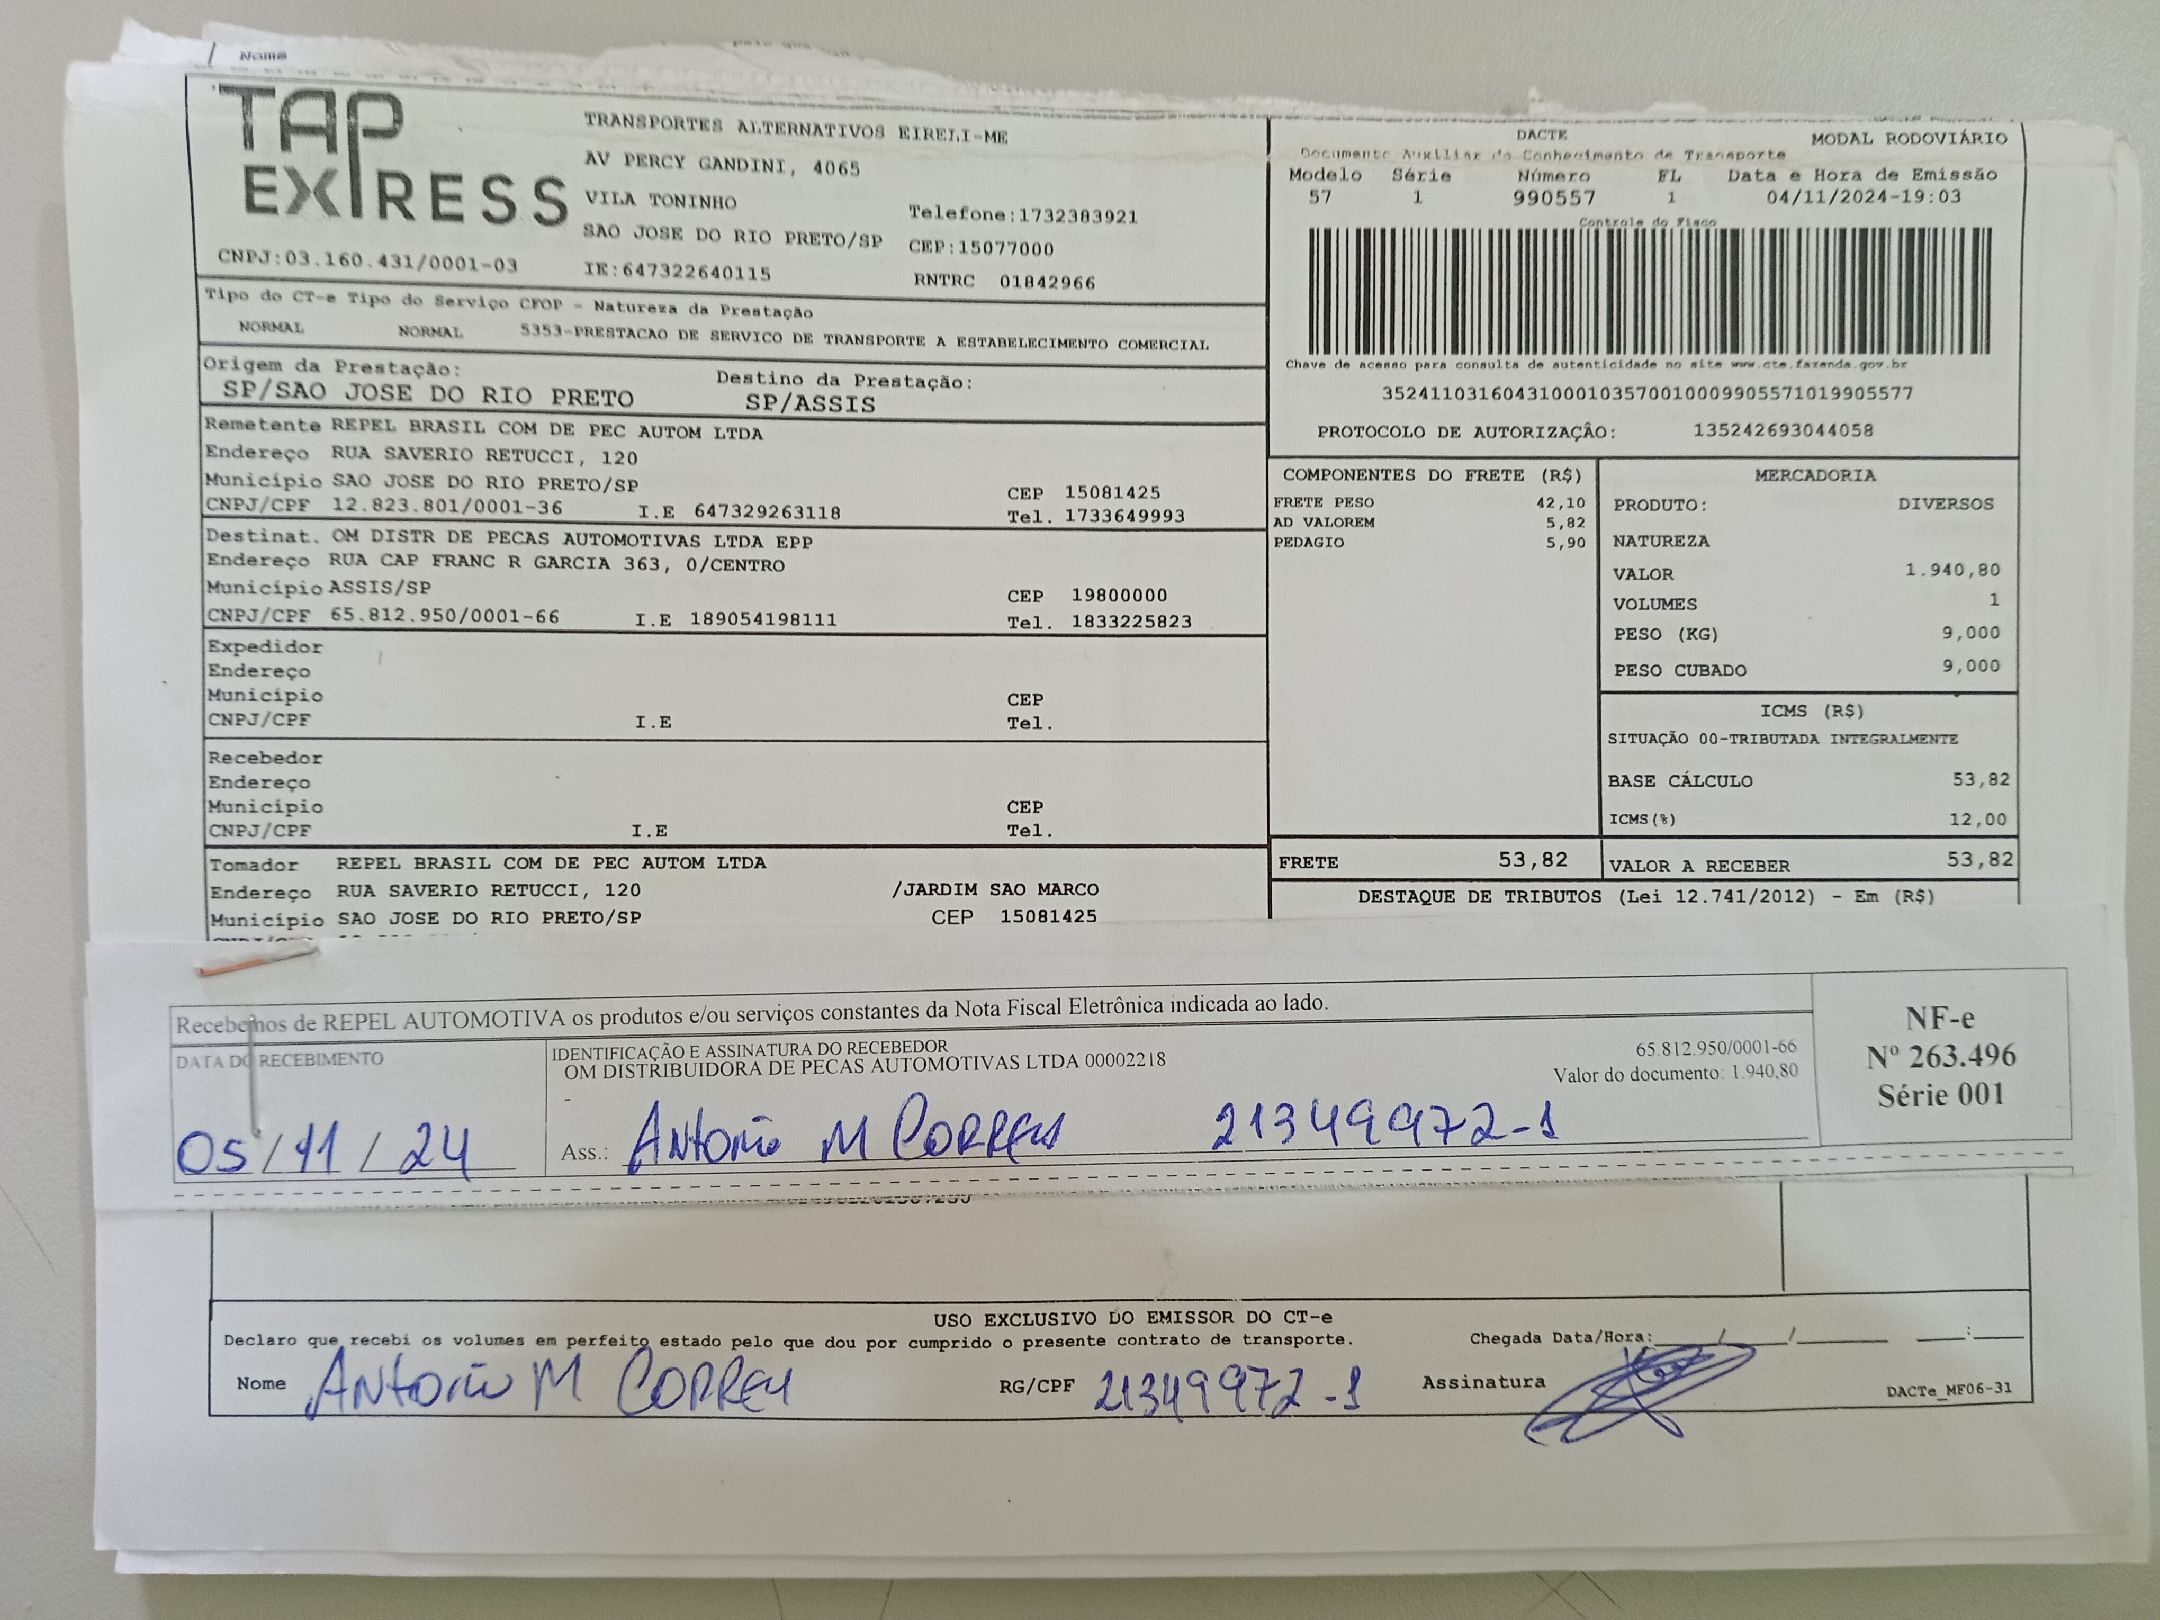 Nome
TAP
EXPRESS
TRANSPORTES ALTERNATIVOS EIRELI-ME
AV PERCY GANDINI, 4065
VILA TONINHO
Telefone:1732383921
SAO JOSE DO RIO PRETO/SP CEP:15077000
CNPJ:03.160.431/0001-03 IE:647322640115 RNTRC 01842966
DACTE MODAL RODOVIÁRIO
Documento Auxiliar do Conhecimento de Transporte
Modelo Série Número FL Data e Hora de Emissão
57 1 990557 1 04/11/2024-19:03
Controle do Fisco
Chave de acesso para consulta de autenticidade no site www.cte.fazenda.gov.br
35241103160431000103570010009905571019905577
PROTOCOLO DE AUTORIZAÇÂO: 135242693044058
Tipo do CT-e Tipo do Serviço CFOP - Natureza da Prestação
NORMAL NORMAL 5353-PRESTACAO DE SERVICO DE TRANSPORTE A ESTABELECIMENTO COMERCIAL
Origem da Prestação: Destino da Prestação:
SP/SAO JOSE DO RIO PRETO SP/ASSIS
Remetente REPEL BRASIL COM DE PEC AUTOM LTDA
Endereço RUA SAVERIO RETUCCI, 120
Município SAO JOSE DO RIO PRETO/SP CEP 15081425
CNPJ/CPF 12.823.801/0001-36 I.E 647329263118 Tel. 1733649993
Destinat. OM DISTR DE PECAS AUTOMOTIVAS LTDA EPP
Endereço RUA CAP FRANC R GARCIA 363, 0/CENTRO
Município ASSIS/SP CEP 19800000
CNPJ/CPF 65.812.950/0001-66 I.E 189054198111 Tel. 1833225823
Expedidor
Endereço
Município CEP
CNPJ/CPF I.E Tel.
Recebedor
Endereço
Município CEP
CNPJ/CPF I.E Tel.
Tomador REPEL BRASIL COM DE PEC AUTOM LTDA
Endereço RUA SAVERIO RETUCCI, 120 /JARDIM SAO MARCO
Município SAO JOSE DO RIO PRETO/SP CEP 15081425
COMPONENTES DO FRETE (R$)
FRETE PESO 42,10
AD VALOREM 5,82
PEDAGIO 5,90
MERCADORIA
PRODUTO: DIVERSOS
NATUREZA
VALOR 1.940,80
VOLUMES 1
PESO (KG) 9,000
PESO CUBADO 9,000
ICMS (R$)
SITUAÇÃO 00-TRIBUTADA INTEGRALMENTE
BASE CÁLCULO 53,82
ICMS(%) 12,00
FRETE 53,82 VALOR A RECEBER 53,82
DESTAQUE DE TRIBUTOS (Lei 12.741/2012) - Em (R$)
Recebemos de REPEL AUTOMOTIVA os produtos e/ou serviços constantes da Nota Fiscal Eletrônica indicada ao lado.
DATA DO RECEBIMENTO
05/11/24
IDENTIFICAÇÃO E ASSINATURA DO RECEBEDOR 65.812.950/0001-66
OM DISTRIBUIDORA DE PECAS AUTOMOTIVAS LTDA 00002218 Valor do documento: 1.940,80
-
Ass.: Antonio M Correa 21349972-1
NF-e
Nº 263.496
Série 001
USO EXCLUSIVO DO EMISSOR DO CT-e
Declaro que recebi os volumes em perfeito estado pelo que dou por cumprido o presente contrato de transporte. Chegada Data/Hora:___/___/___ __:__
Nome Antonio M Correa RG/CPF 21349972-1 Assinatura
DACTe_MF06-31